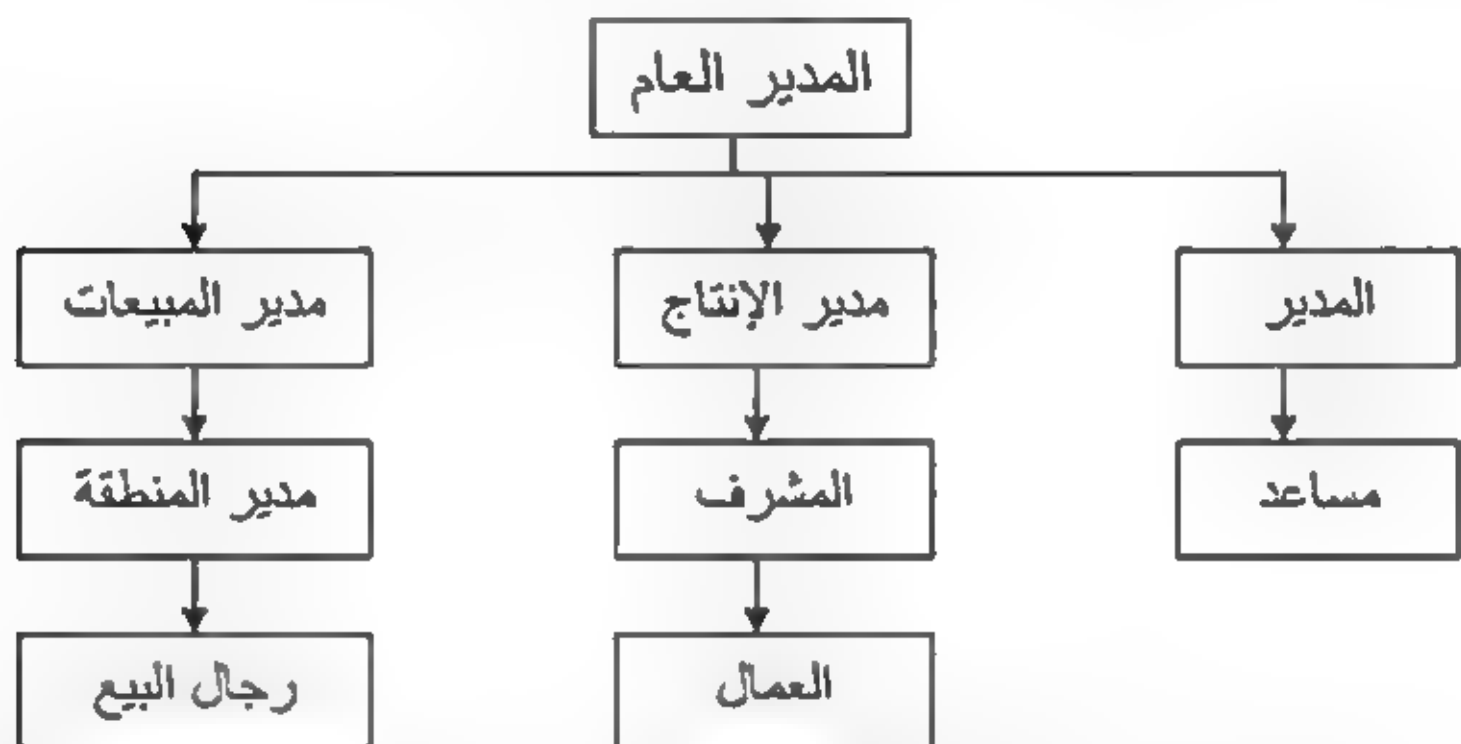 المدير العام
المدير
مدير الإنتاج
مدير المبيعات
مساعد
المشرف
مدير المنطقة
العمال
رجال البيع